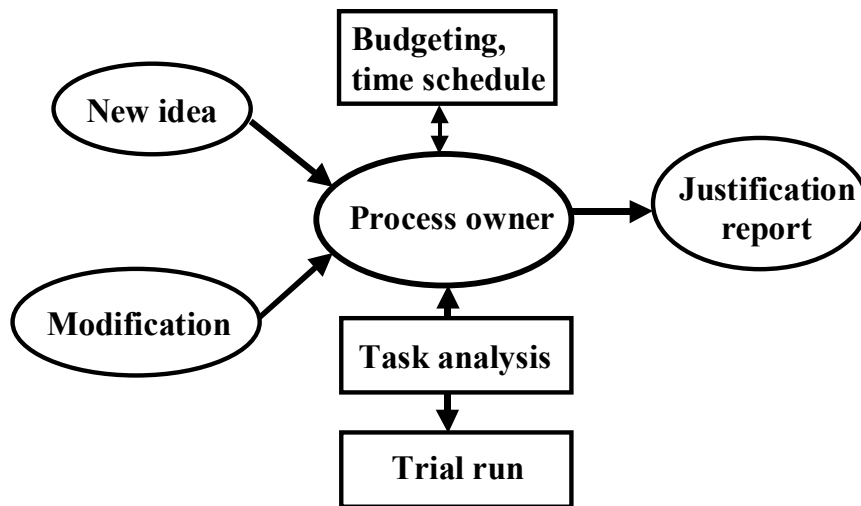 Budgeting,
time schedule
New idea
Process owner
Justification
report
Modification
Task analysis
Trial run